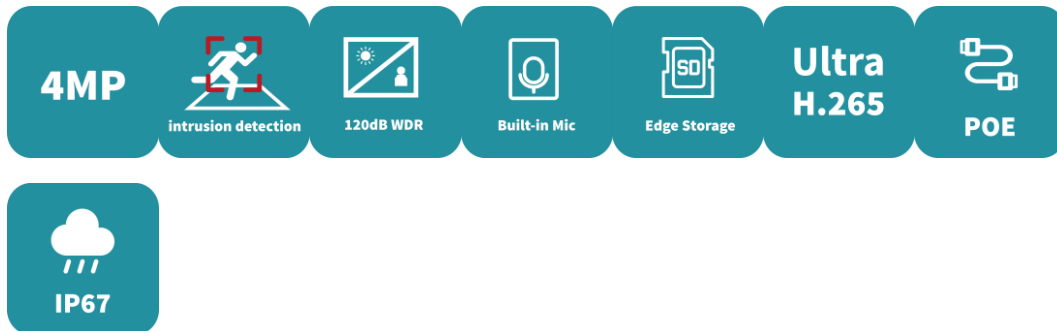 4MP
intrusion detection
120dB WDR
Built-in Mic
SD
Edge Storage
Ultra
H.265
POE
IP67